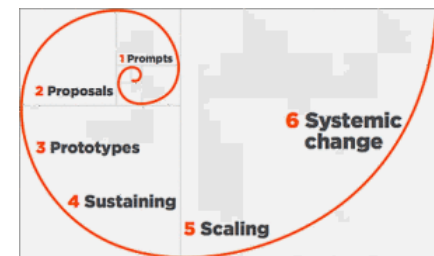 1 Prompts
2 Proposals
3 Prototypes
4 Sustaining
5 Scaling
6 Systemic
change